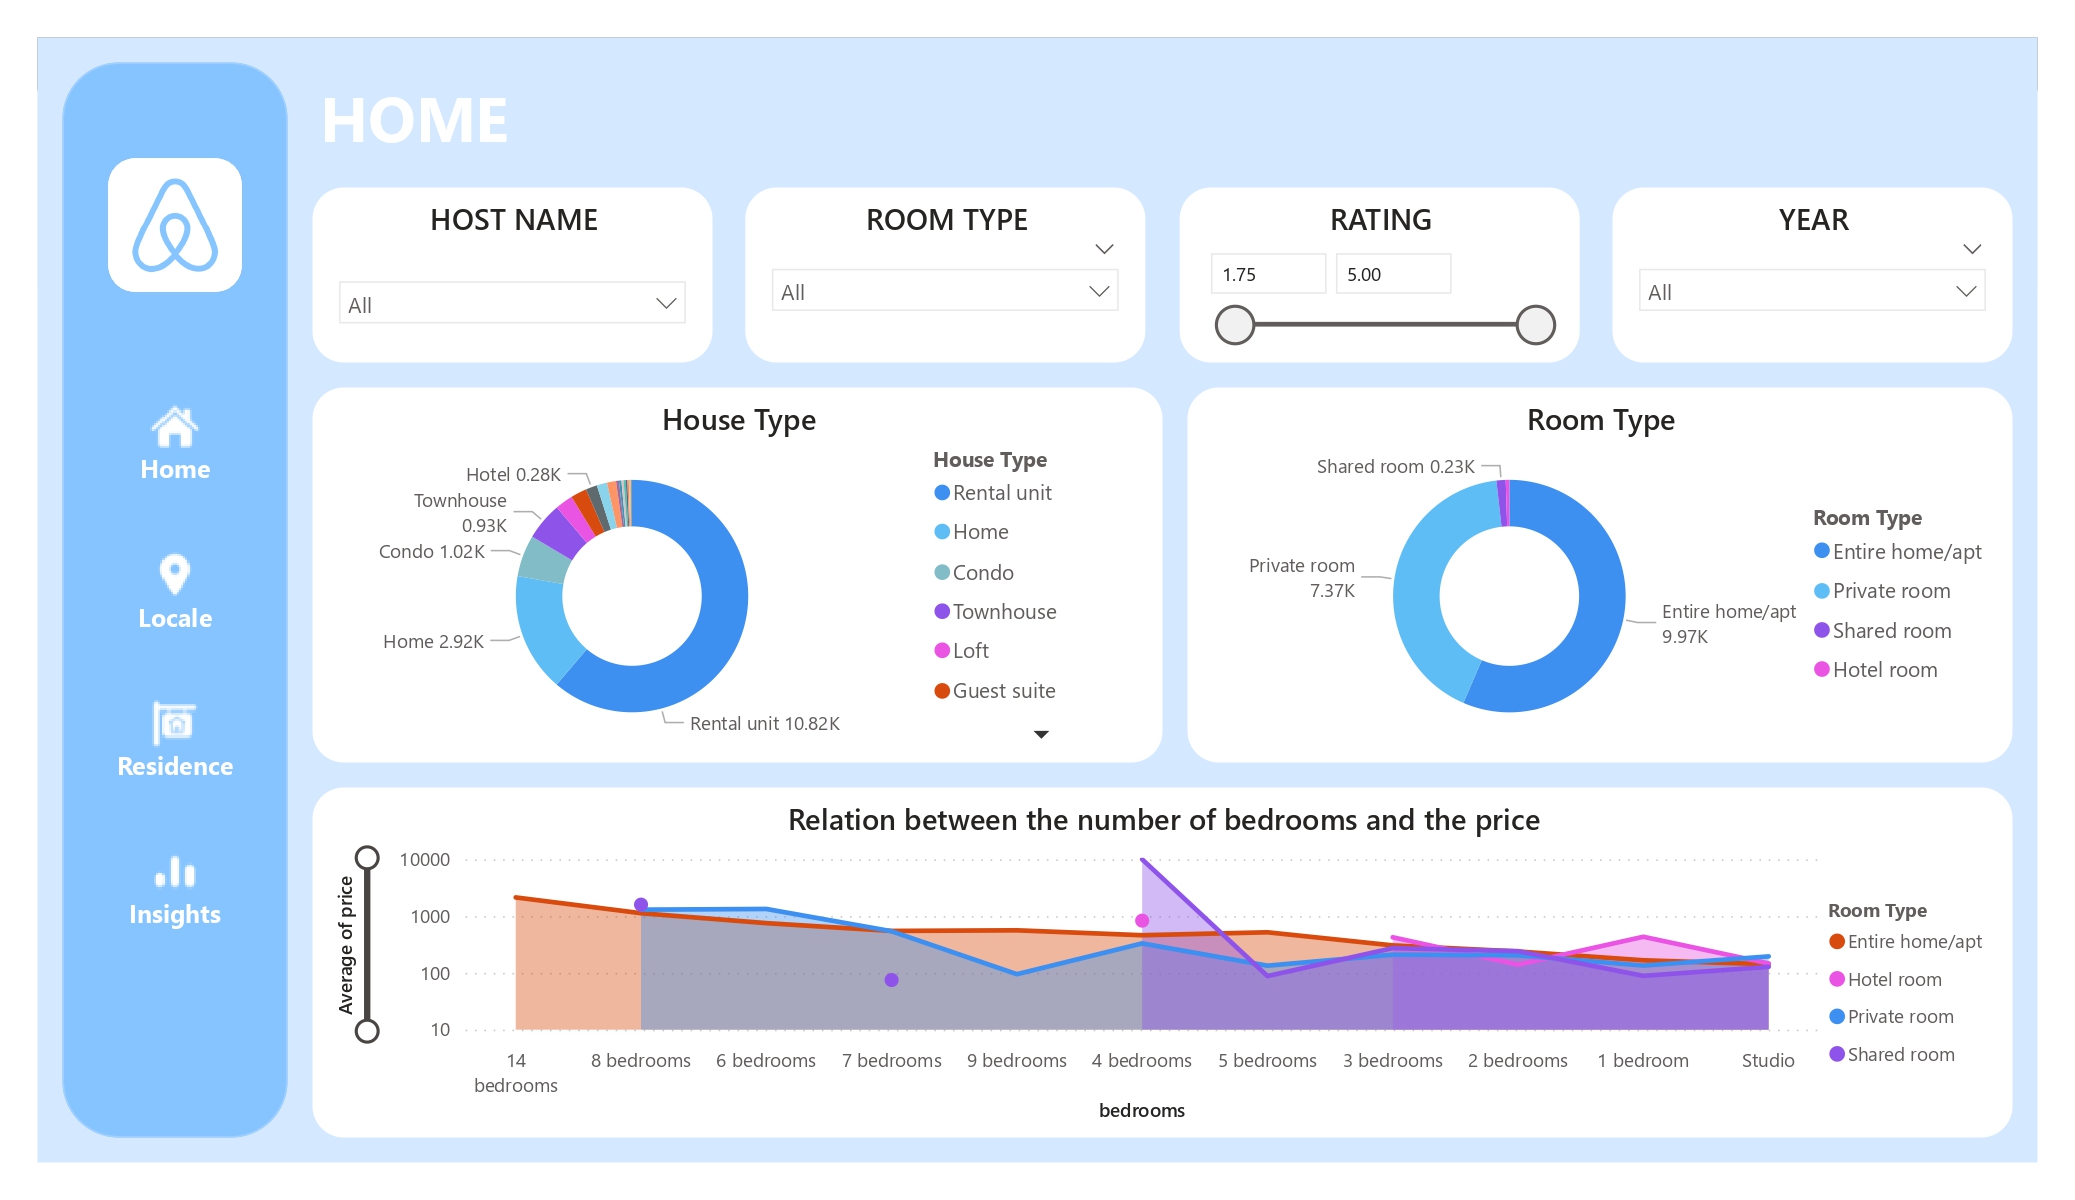 HOME
HOST NAME
All
ROOM TYPE
All
RATING
1.75
5.00
YEAR
All
Home
Locale
Residence
Insights
House Type
Hotel 0.28K
Townhouse
0.93K
Condo 1.02K
Home 2.92K
Rental unit 10.82K
House Type
Rental unit
Home
Condo
Townhouse
Loft
Guest suite
Room Type
Shared room 0.23K
Private room
7.37K
Entire home/apt
9.97K
Room Type
Entire home/apt
Private room
Shared room
Hotel room
Relation between the number of bedrooms and the price
Average of price
10000
1000
100
10
14
bedrooms
8 bedrooms
6 bedrooms
7 bedrooms
9 bedrooms
4 bedrooms
5 bedrooms
3 bedrooms
2 bedrooms
1 bedroom
Studio
bedrooms
Room Type
Entire home/apt
Hotel room
Private room
Shared room